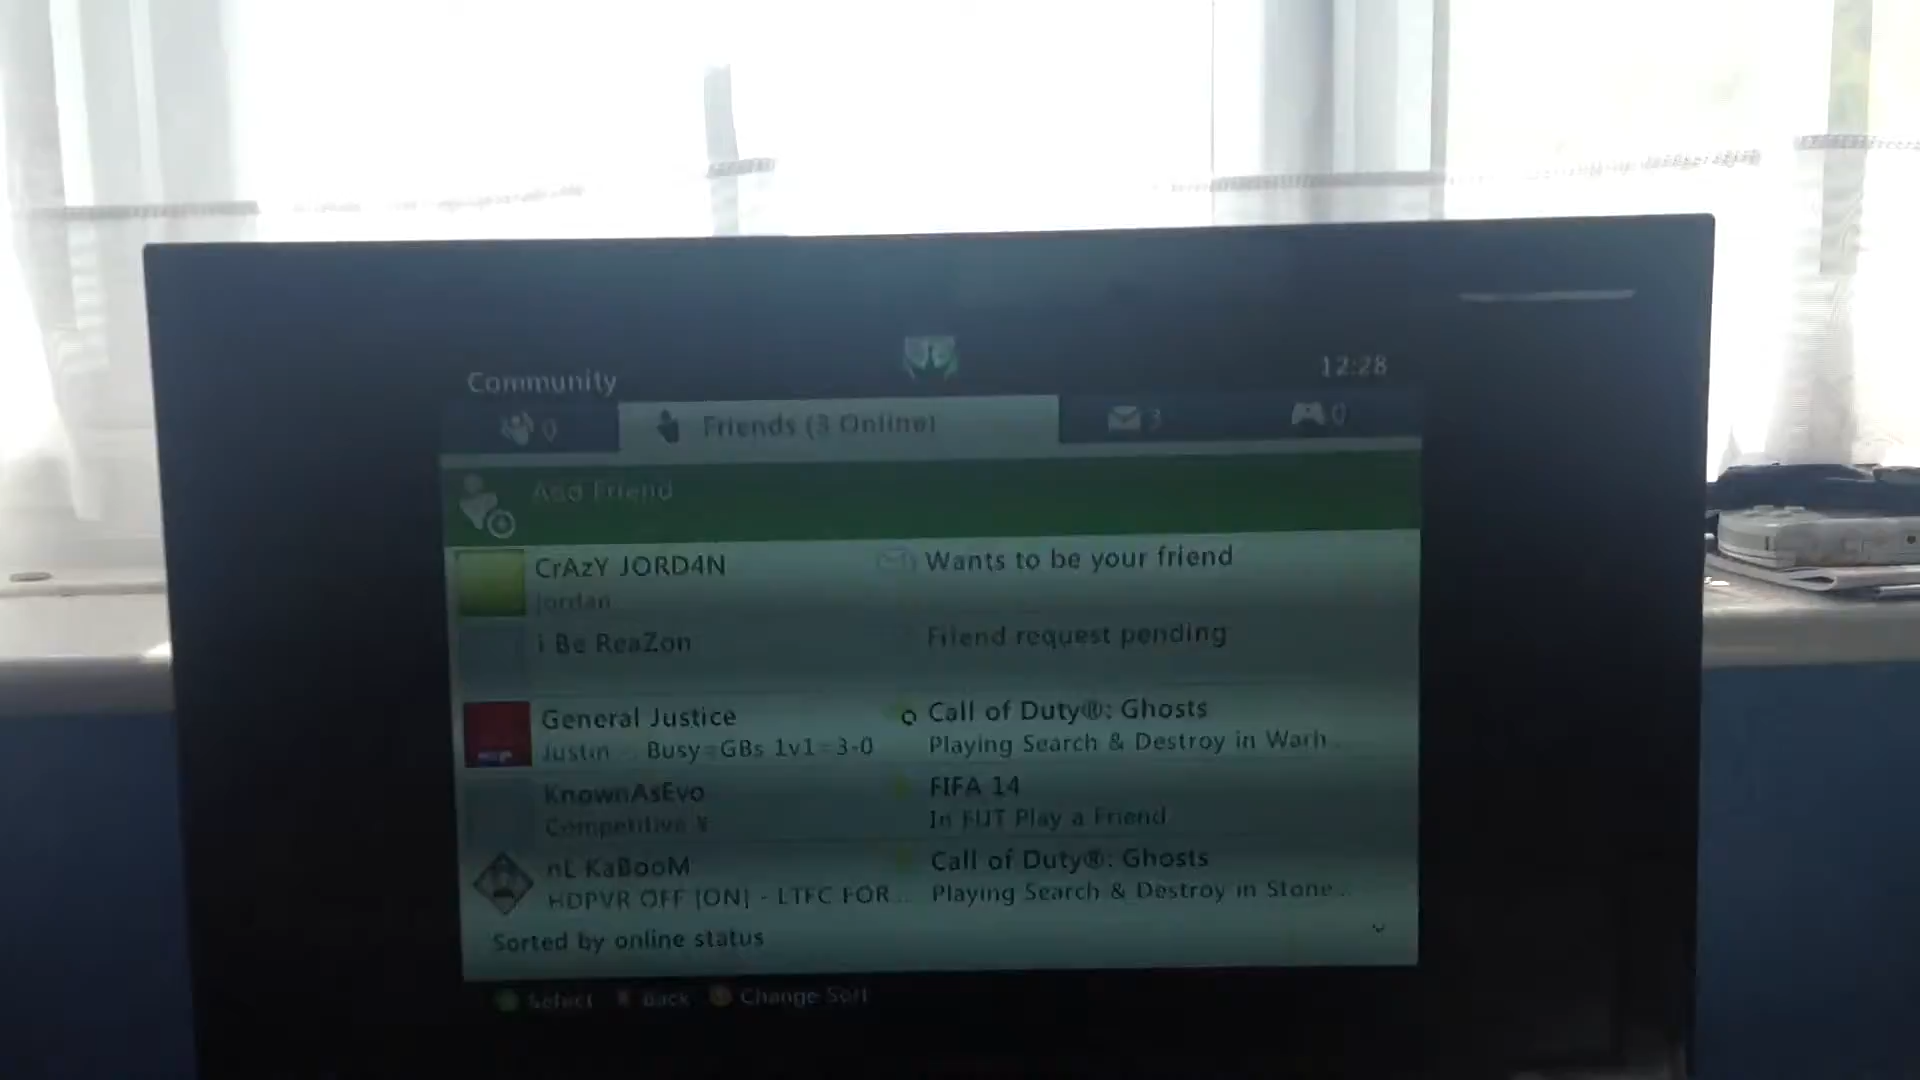 Community
12:28
0
Friends (3 Online)
3
0
Add Friend
CrAzY JORD4N
Wants to be your friend
Jordan
i Be ReaZon
Friend request pending
General Justice
Call of Duty®: Ghosts
Justin Busy=GBs 1v1=3-0
Playing Search & Destroy in Warh...
KnownAsEvo
FIFA 14
Competitive
In FUT Play a Friend
nL KaBooM
Call of Duty®: Ghosts
HDPVR OFF [ON] - LTFC FOR...
Playing Search & Destroy in Stone...
Sorted by online status
Select Back Change Sort